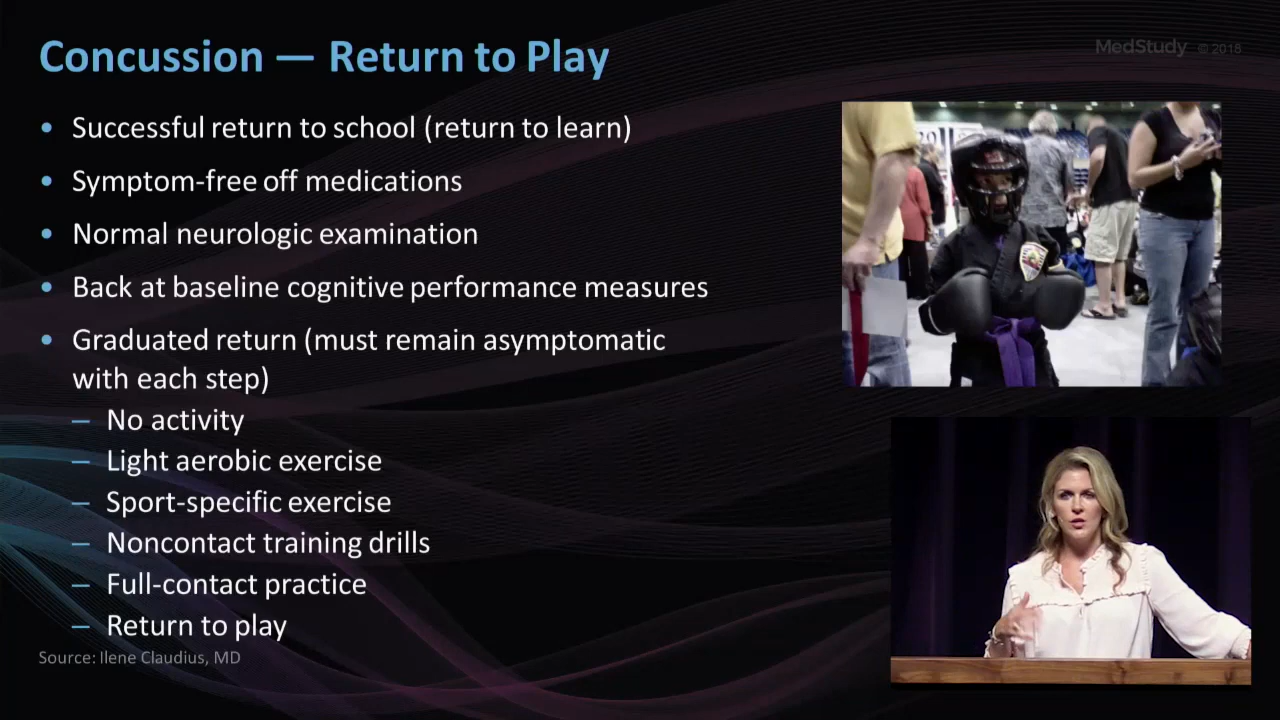 Concussion — Return to Play
MedStudy © 2015
• Successful return to school (return to learn)
• Symptom-free off medications
• Normal neurologic examination
• Back at baseline cognitive performance measures
• Graduated return (must remain asymptomatic
with each step)
– No activity
– Light aerobic exercise
– Sport-specific exercise
– Noncontact training drills
– Full-contact practice
– Return to play
Source: Ilene Claudius, MD